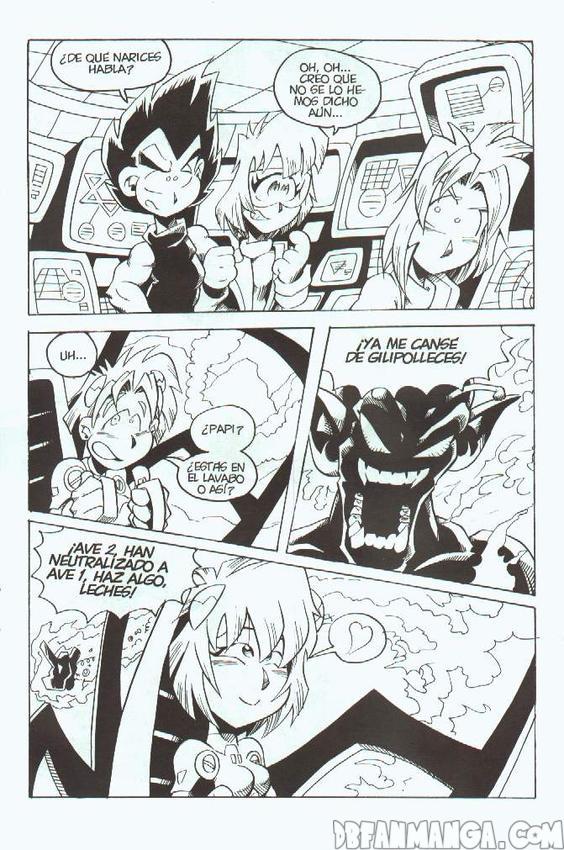 ¿DE QUÉ NARICES
HABLA?
OH, OH...
CREO QUE
NO SE LO HE-
MOS DICHO
AÚN...
UH...
¿PAPI?
¿ESTAS EN
EL LAVABO
O ASÍ?
¡YA ME CANSÉ
DE GILIPOLLECES!
¡AVE 2, HAN
NEUTRALIZADO A
AVE 1, HAZ ALGO,
LECHES!
DBFANMANGA.COM